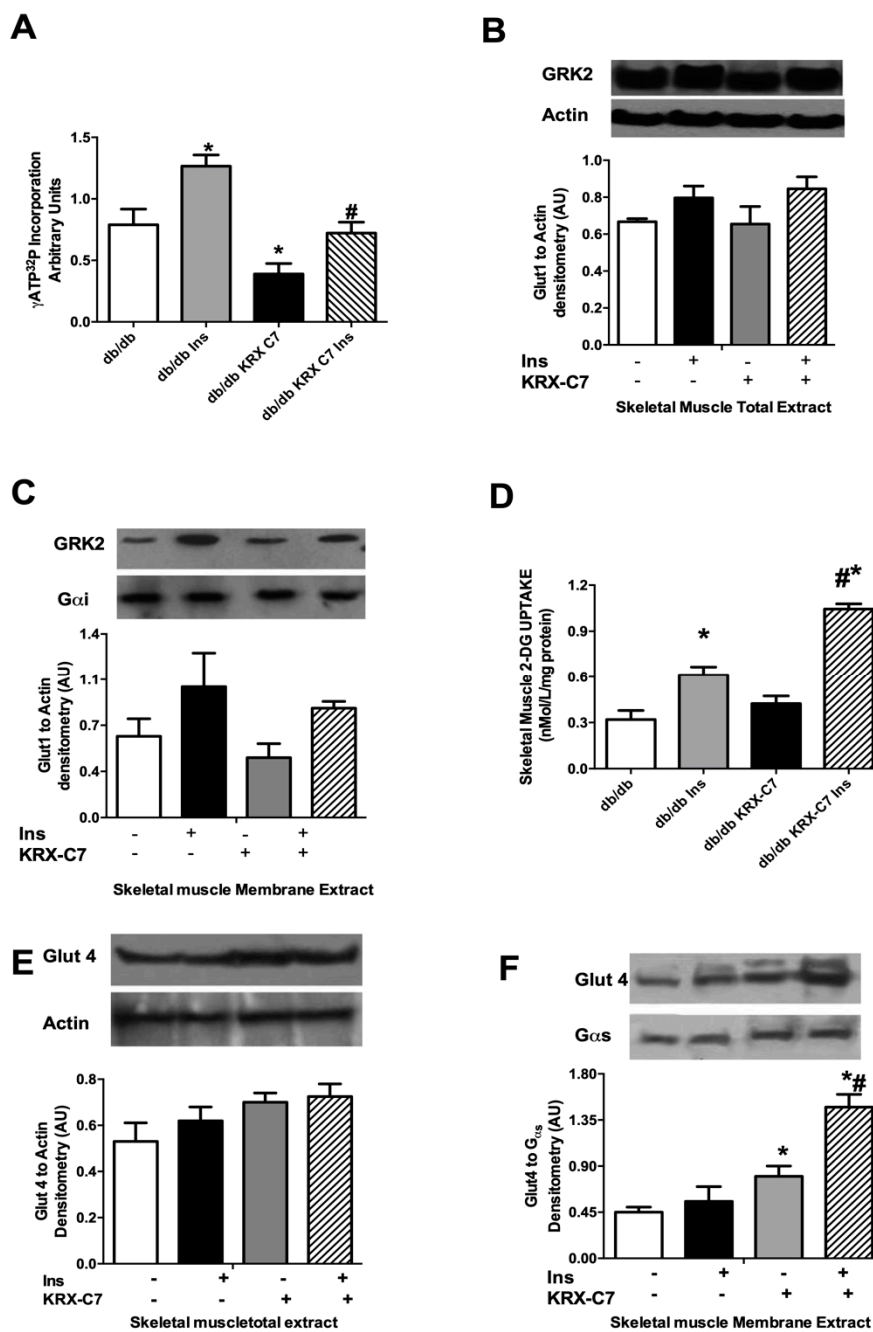 A
γATP³²P Incorporation
Arbitrary Units
1.5
1.0
0.5
0.0
*
*
#
db/db
db/db Ins
db/db KRX C7
db/db KRX C7 Ins
B
GRK2
Actin
Glut1 to Actin
densitometry (AU)
1.0
0.8
0.6
0.4
0.2
0.0
Ins - + - +
KRX-C7 - - + +
Skeletal Muscle Total Extract
C
GRK2
Gαi
Glut1 to Actin
densitometry (AU)
1.4
1.1
0.7
0.4
0.0
Ins - + - +
KRX-C7 - - + +
Skeletal muscle Membrane Extract
D
Skeletal Muscle 2-DG UPTAKE
(nMol/L/mg protein)
1.2
0.9
0.6
0.3
0.0
*
#*
db/db
db/db Ins
db/db KRX-C7
db/db KRX-C7 Ins
E
Glut 4
Actin
Glut 4 to Actin
Densitometry (AU)
0.8
0.6
0.4
0.2
0.0
Ins - + - +
KRX-C7 - - + +
Skeletal muscletotal extract
F
Glut 4
Gαs
Glut4 to Gαs
Densitometry (AU)
1.80
1.35
0.90
0.45
0.00
*
*#
Ins - + - +
KRX-C7 - - + +
Skeletal muscle Membrane Extract